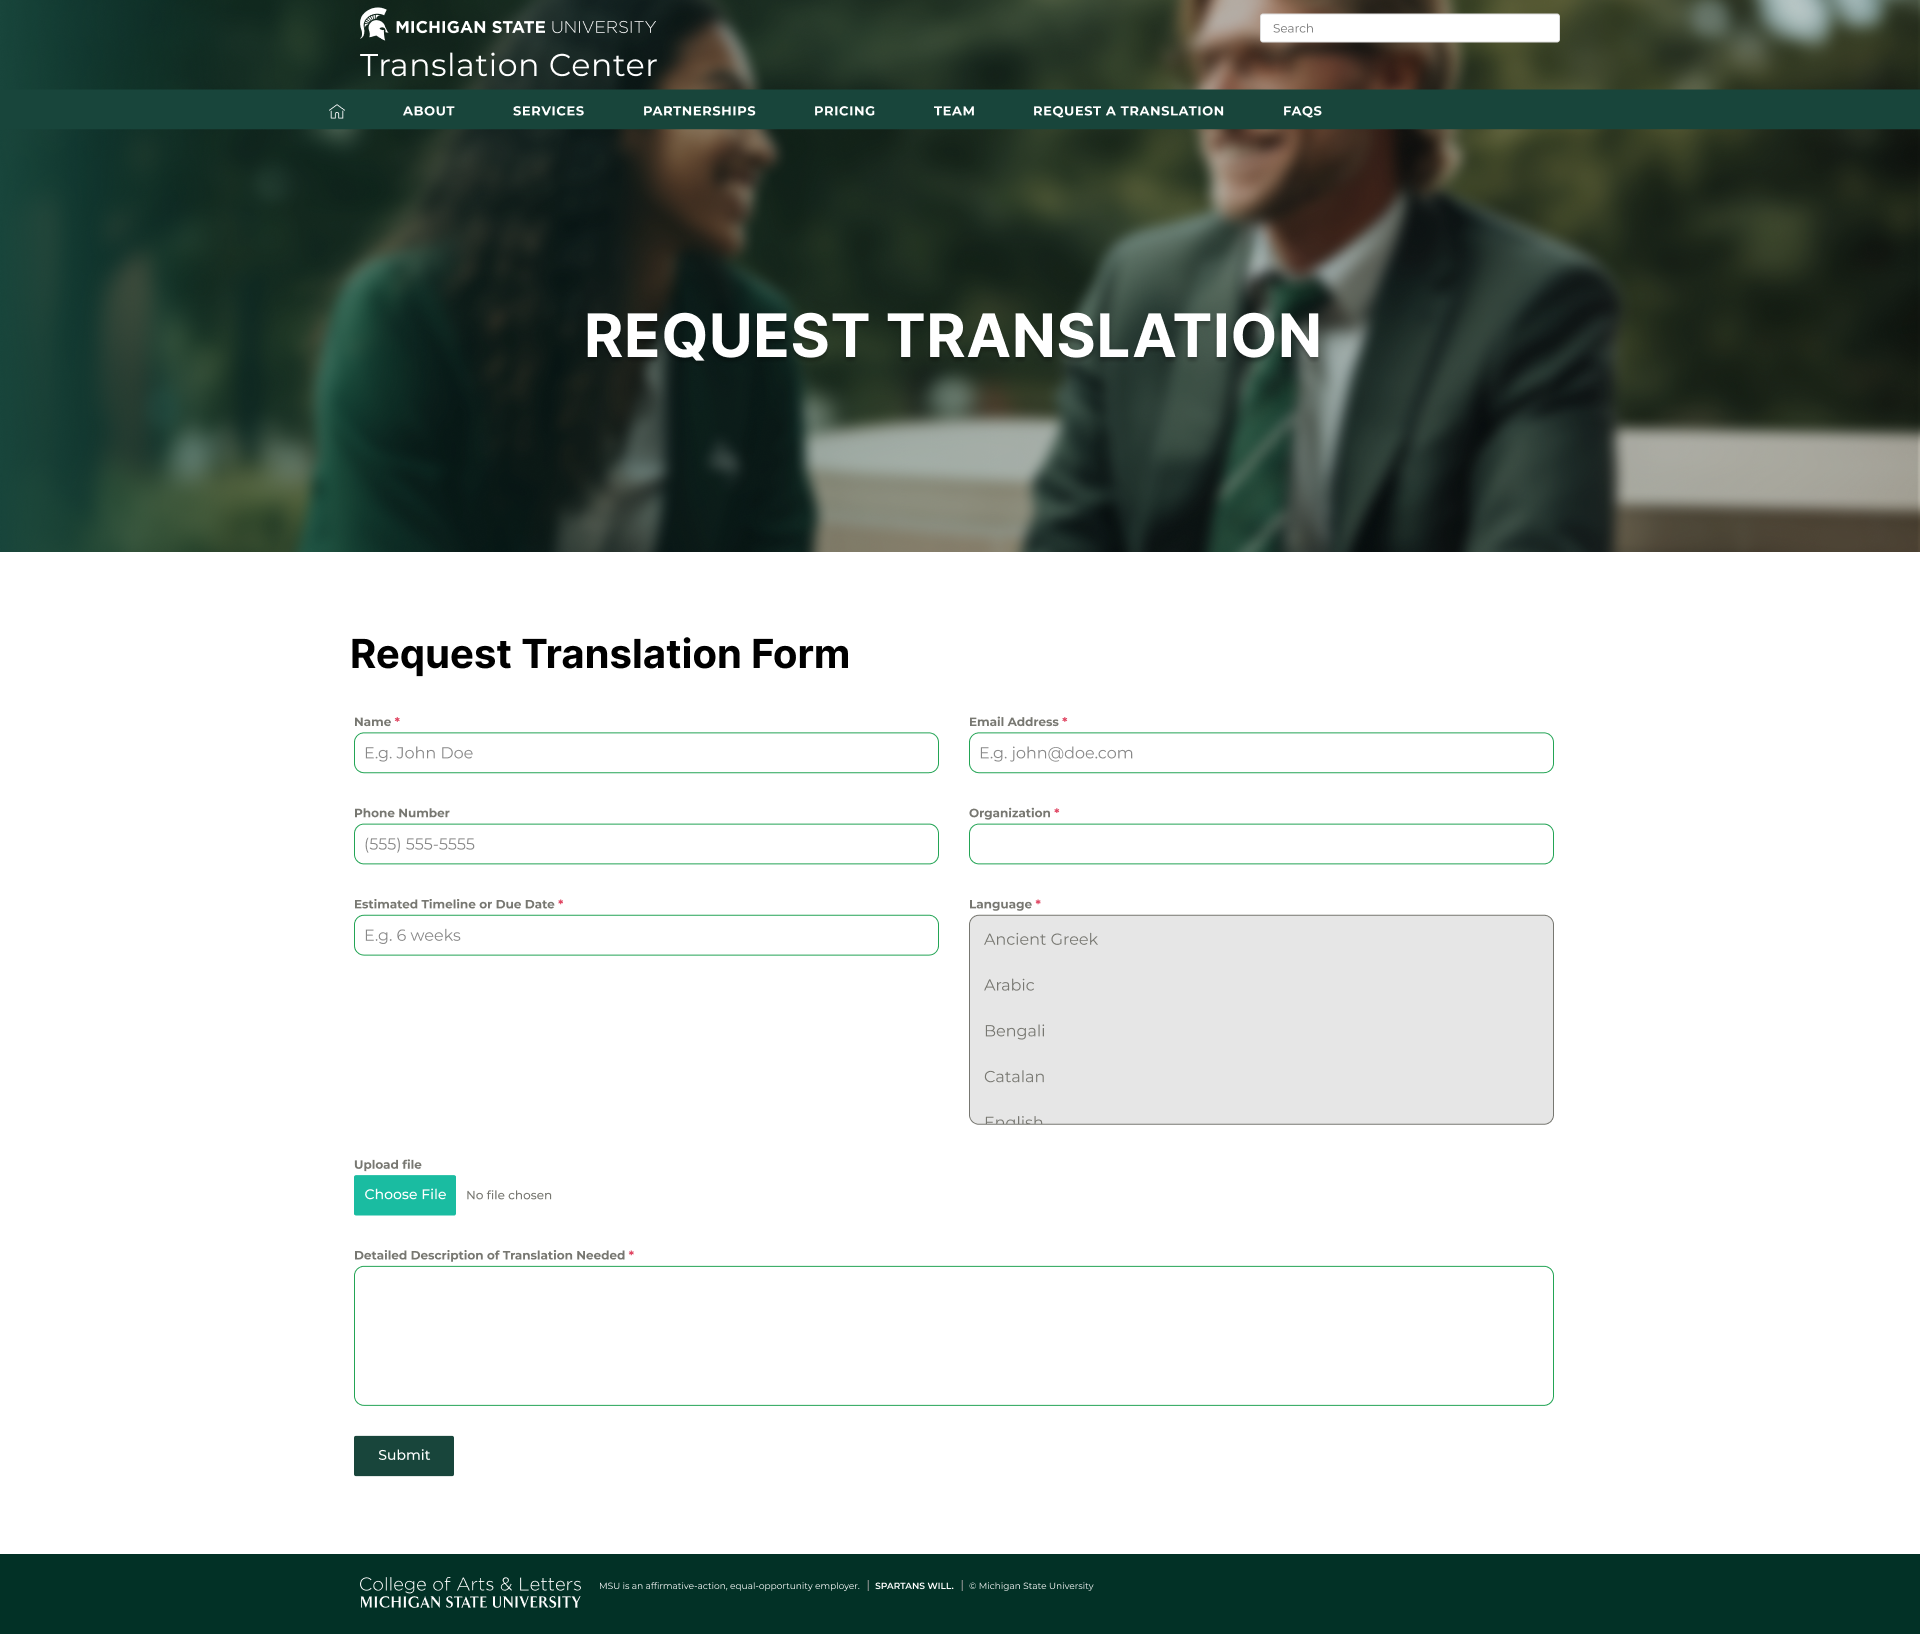 MICHIGAN STATE UNIVERSITY
Translation Center
Search
ABOUT SERVICES PARTNERSHIPS PRICING TEAM REQUEST A TRANSLATION FAQS
REQUEST TRANSLATION
Request Translation Form
Name * Email Address *
E.g. John Doe E.g. john@doe.com
Phone Number Organization *
(555) 555-5555
Estimated Timeline or Due Date * Language *
E.g. 6 weeks Ancient Greek
Arabic
Bengali
Catalan
English
Upload file
Choose File No file chosen
Detailed Description of Translation Needed *
Submit
College of Arts & Letters MSU is an affirmative-action, equal-opportunity employer. | SPARTANS WILL. | © Michigan State University
MICHIGAN STATE UNIVERSITY